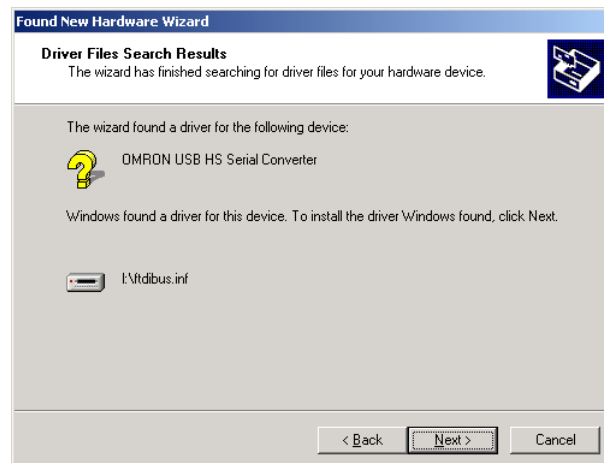 Found New Hardware Wizard
Driver Files Search Results
The wizard has finished searching for driver files for your hardware device.
The wizard found a driver for the following device:
OMRON USB HS Serial Converter
Windows found a driver for this device. To install the driver Windows found, click Next.
I:\ftdibus.inf
< Back
Next >
Cancel